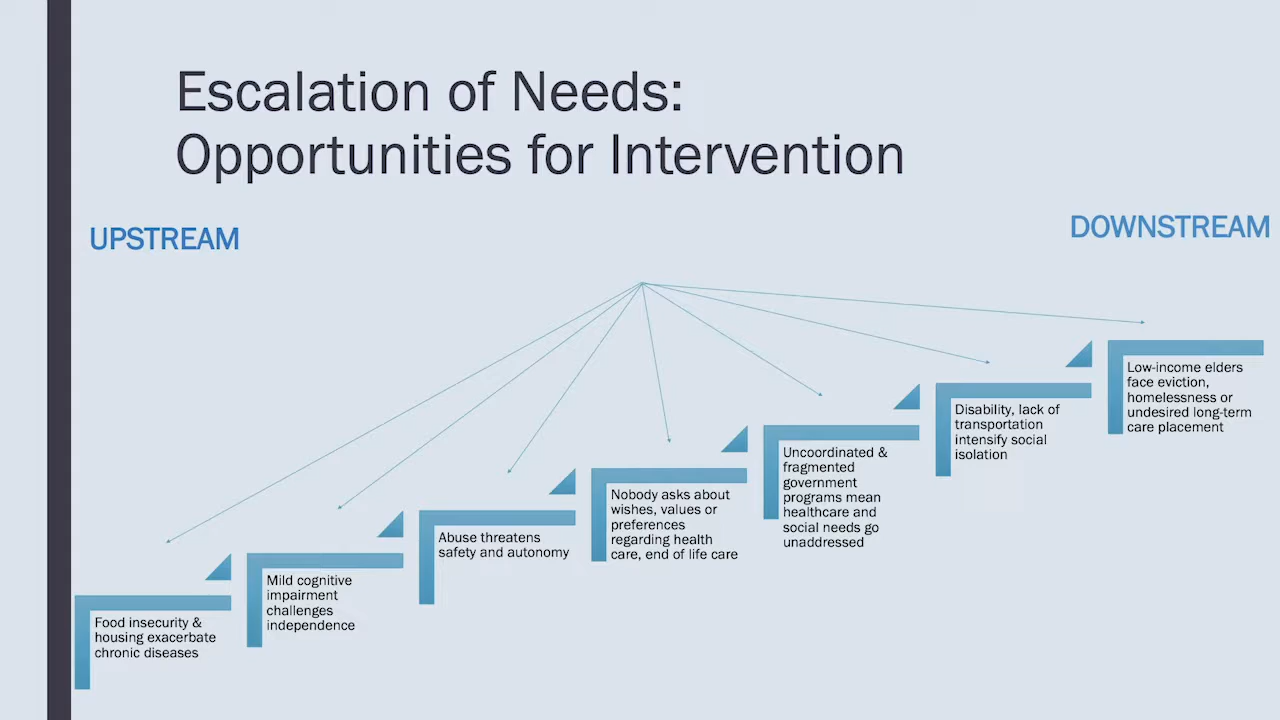 Escalation of Needs:
Opportunities for Intervention
UPSTREAM
DOWNSTREAM
Food insecurity &
housing exacerbate
chronic diseases
Mild cognitive
impairment
challenges
independence
Abuse threatens
safety and autonomy
Nobody asks about
wishes, values or
preferences
regarding health
care, end of life care
Uncoordinated &
fragmented
government
programs mean
healthcare and
social needs go
unaddressed
Disability, lack of
transportation
intensify social
isolation
Low-income elders
face eviction,
homelessness or
undesired long-term
care placement